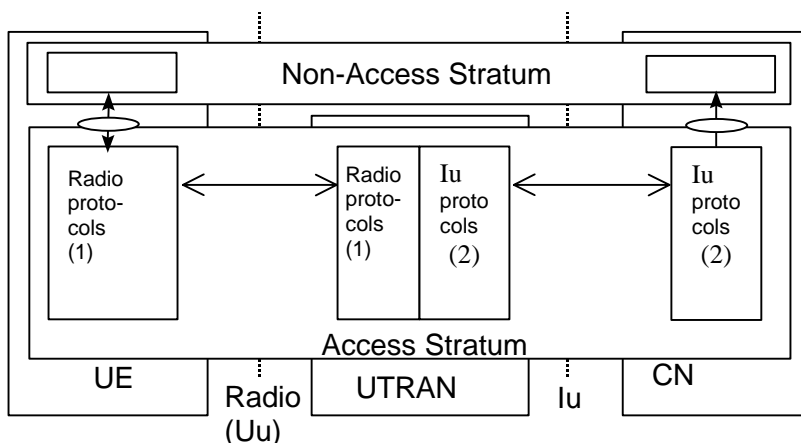 Non-Access Stratum
Radio
proto-
cols
(1)
Radio
proto-
cols
(1)
Iu
proto
cols
(2)
Iu
proto
cols
(2)
Access Stratum
UE
Radio
(Uu)
UTRAN
Iu
CN